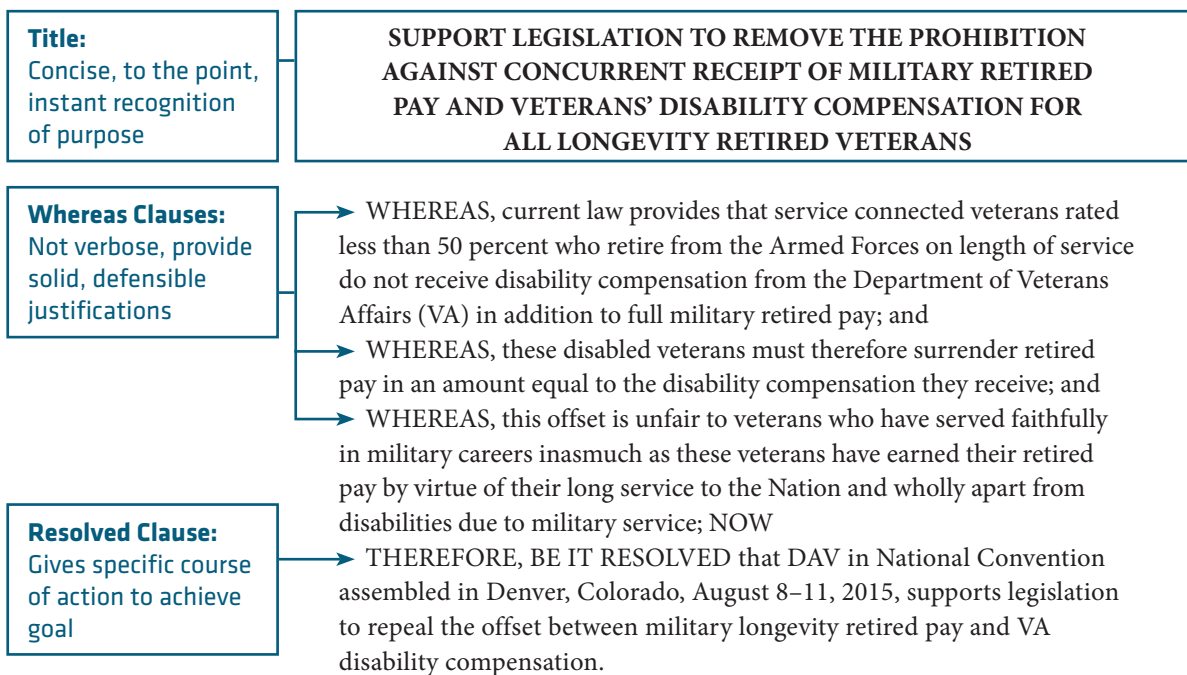 Title:
Concise, to the point,
instant recognition
of purpose
SUPPORT LEGISLATION TO REMOVE THE PROHIBITION
AGAINST CONCURRENT RECEIPT OF MILITARY RETIRED
PAY AND VETERANS’ DISABILITY COMPENSATION FOR
ALL LONGEVITY RETIRED VETERANS
Whereas Clauses:
Not verbose, provide
solid, defensible
justifications
WHEREAS, current law provides that service connected veterans rated
less than 50 percent who retire from the Armed Forces on length of service
do not receive disability compensation from the Department of Veterans
Affairs (VA) in addition to full military retired pay; and
WHEREAS, these disabled veterans must therefore surrender retired
pay in an amount equal to the disability compensation they receive; and
WHEREAS, this offset is unfair to veterans who have served faithfully
in military careers inasmuch as these veterans have earned their retired
pay by virtue of their long service to the Nation and wholly apart from
disabilities due to military service; NOW
Resolved Clause:
Gives specific course
of action to achieve
goal
THEREFORE, BE IT RESOLVED that DAV in National Convention
assembled in Denver, Colorado, August 8–11, 2015, supports legislation
to repeal the offset between military longevity retired pay and VA
disability compensation.